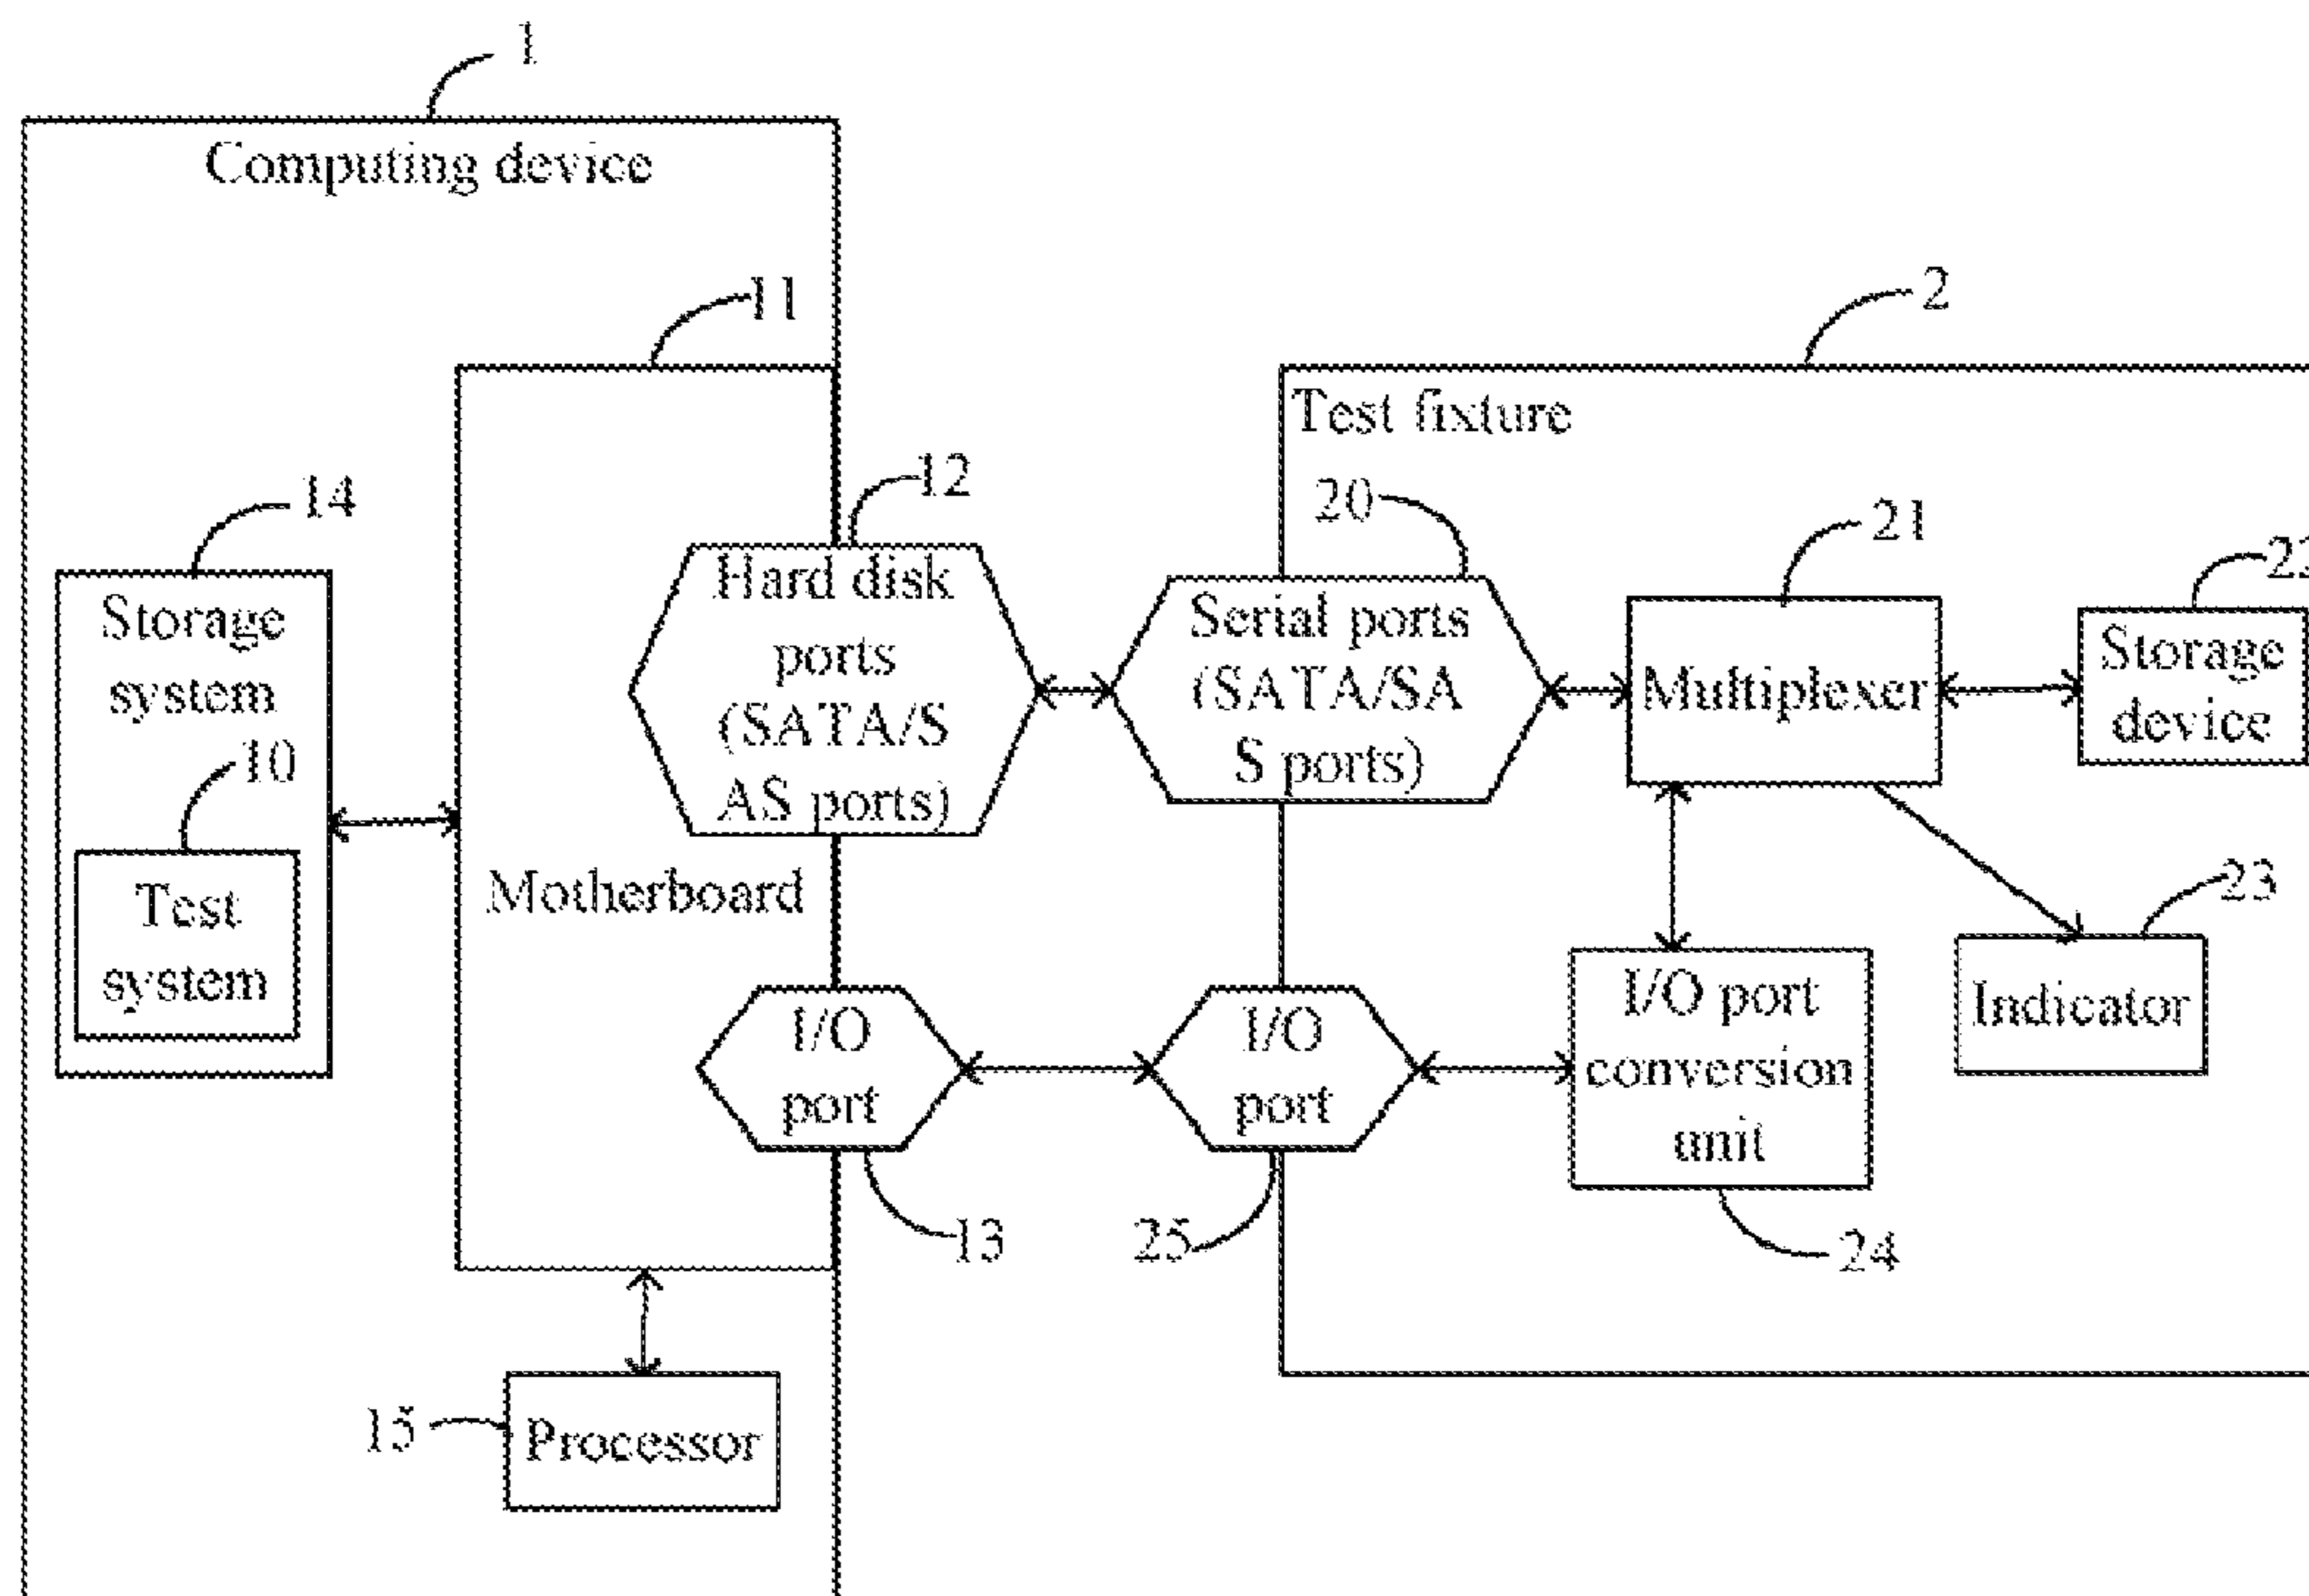 1
Computing device
11
2
Test fixture
14
12
20
21
Storage
system
10
Test
system
Hard disk
ports
(SATA/S
AS ports)
Serial ports
(SATA/SA
S ports)
Multiplexer
Storage
device
Motherboard
23
I/O
port
I/O
port
I/O port
conversion
unit
Indicator
13
25
24
15
Processor